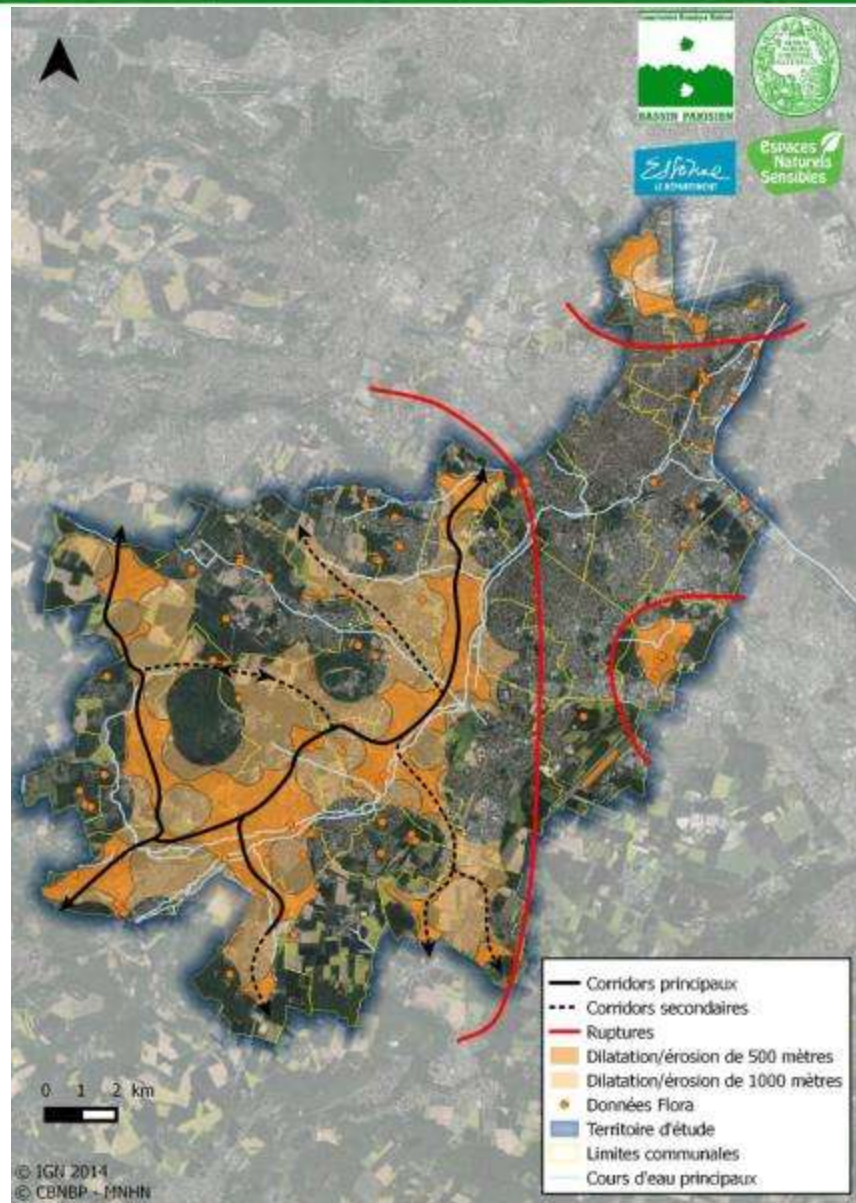 BASSIN PARISIEN
Essonne
LE DÉPARTEMENT
Espaces
Naturels
Sensibles
Corridors principaux
Corridors secondaires
Ruptures
Dilatation/érosion de 500 mètres
Dilatation/érosion de 1000 mètres
Données Flora
Territoire d'étude
Limites communales
Cours d'eau principaux
0 1 2 km
© IGN 2014
© CBNBP - MNHN